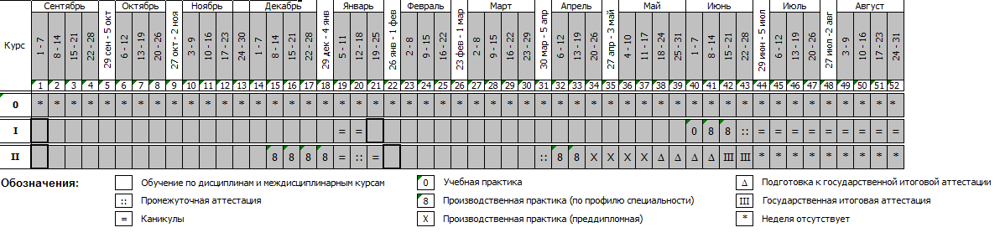 Сентябрь Октябрь Ноябрь Декабрь Январь Февраль Март Апрель Май Июнь Июль Август
Курс 1 - 7 8 - 14 15 - 21 22 - 28 29 сен - 5 окт 6 - 12 13 - 19 20 - 26 27 окт - 2 ноя 3 - 9 10 - 16 17 - 23 24 - 30 1 - 7 8 - 14 15 - 21 22 - 28 29 дек - 4 янв 5 - 11 12 - 18 19 - 25 26 янв - 1 фев 2 - 8 9 - 15 16 - 22 23 фев - 1 мар 2 - 8 9 - 15 16 - 22 23 - 29 30 мар - 5 апр 6 - 12 13 - 19 20 - 26 27 апр - 3 май 4 - 10 11 - 17 18 - 24 25 - 31 1 - 7 8 - 14 15 - 21 22 - 28 29 июн - 5 июл 6 - 12 13 - 19 20 - 26 27 июл - 2 авг 3 - 9 10 - 16 17 - 23 24 - 31
1 2 3 4 5 6 7 8 9 10 11 12 13 14 15 16 17 18 19 20 21 22 23 24 25 26 27 28 29 30 31 32 33 34 35 36 37 38 39 40 41 42 43 44 45 46 47 48 49 50 51 52
0 * * * * * * * * * * * * * * * * * * * * * * * * * * * * * * * * * * * * * * * * * * * * * * * * * * * *
I = = 0 8 8 :: = = = = = = = = =
II 8 8 8 8 = :: = :: 8 8 X X X X Δ Δ Δ Δ III III * * * * * * * * *
Обозначения: Обучение по дисциплинам и междисциплинарным курсам 0 Учебная практика Δ Подготовка к государственной итоговой аттестации
:: Промежуточная аттестация 8 Производственная практика (по профилю специальности) III Государственная итоговая аттестация
= Каникулы X Производственная практика (преддипломная) * Неделя отсутствует